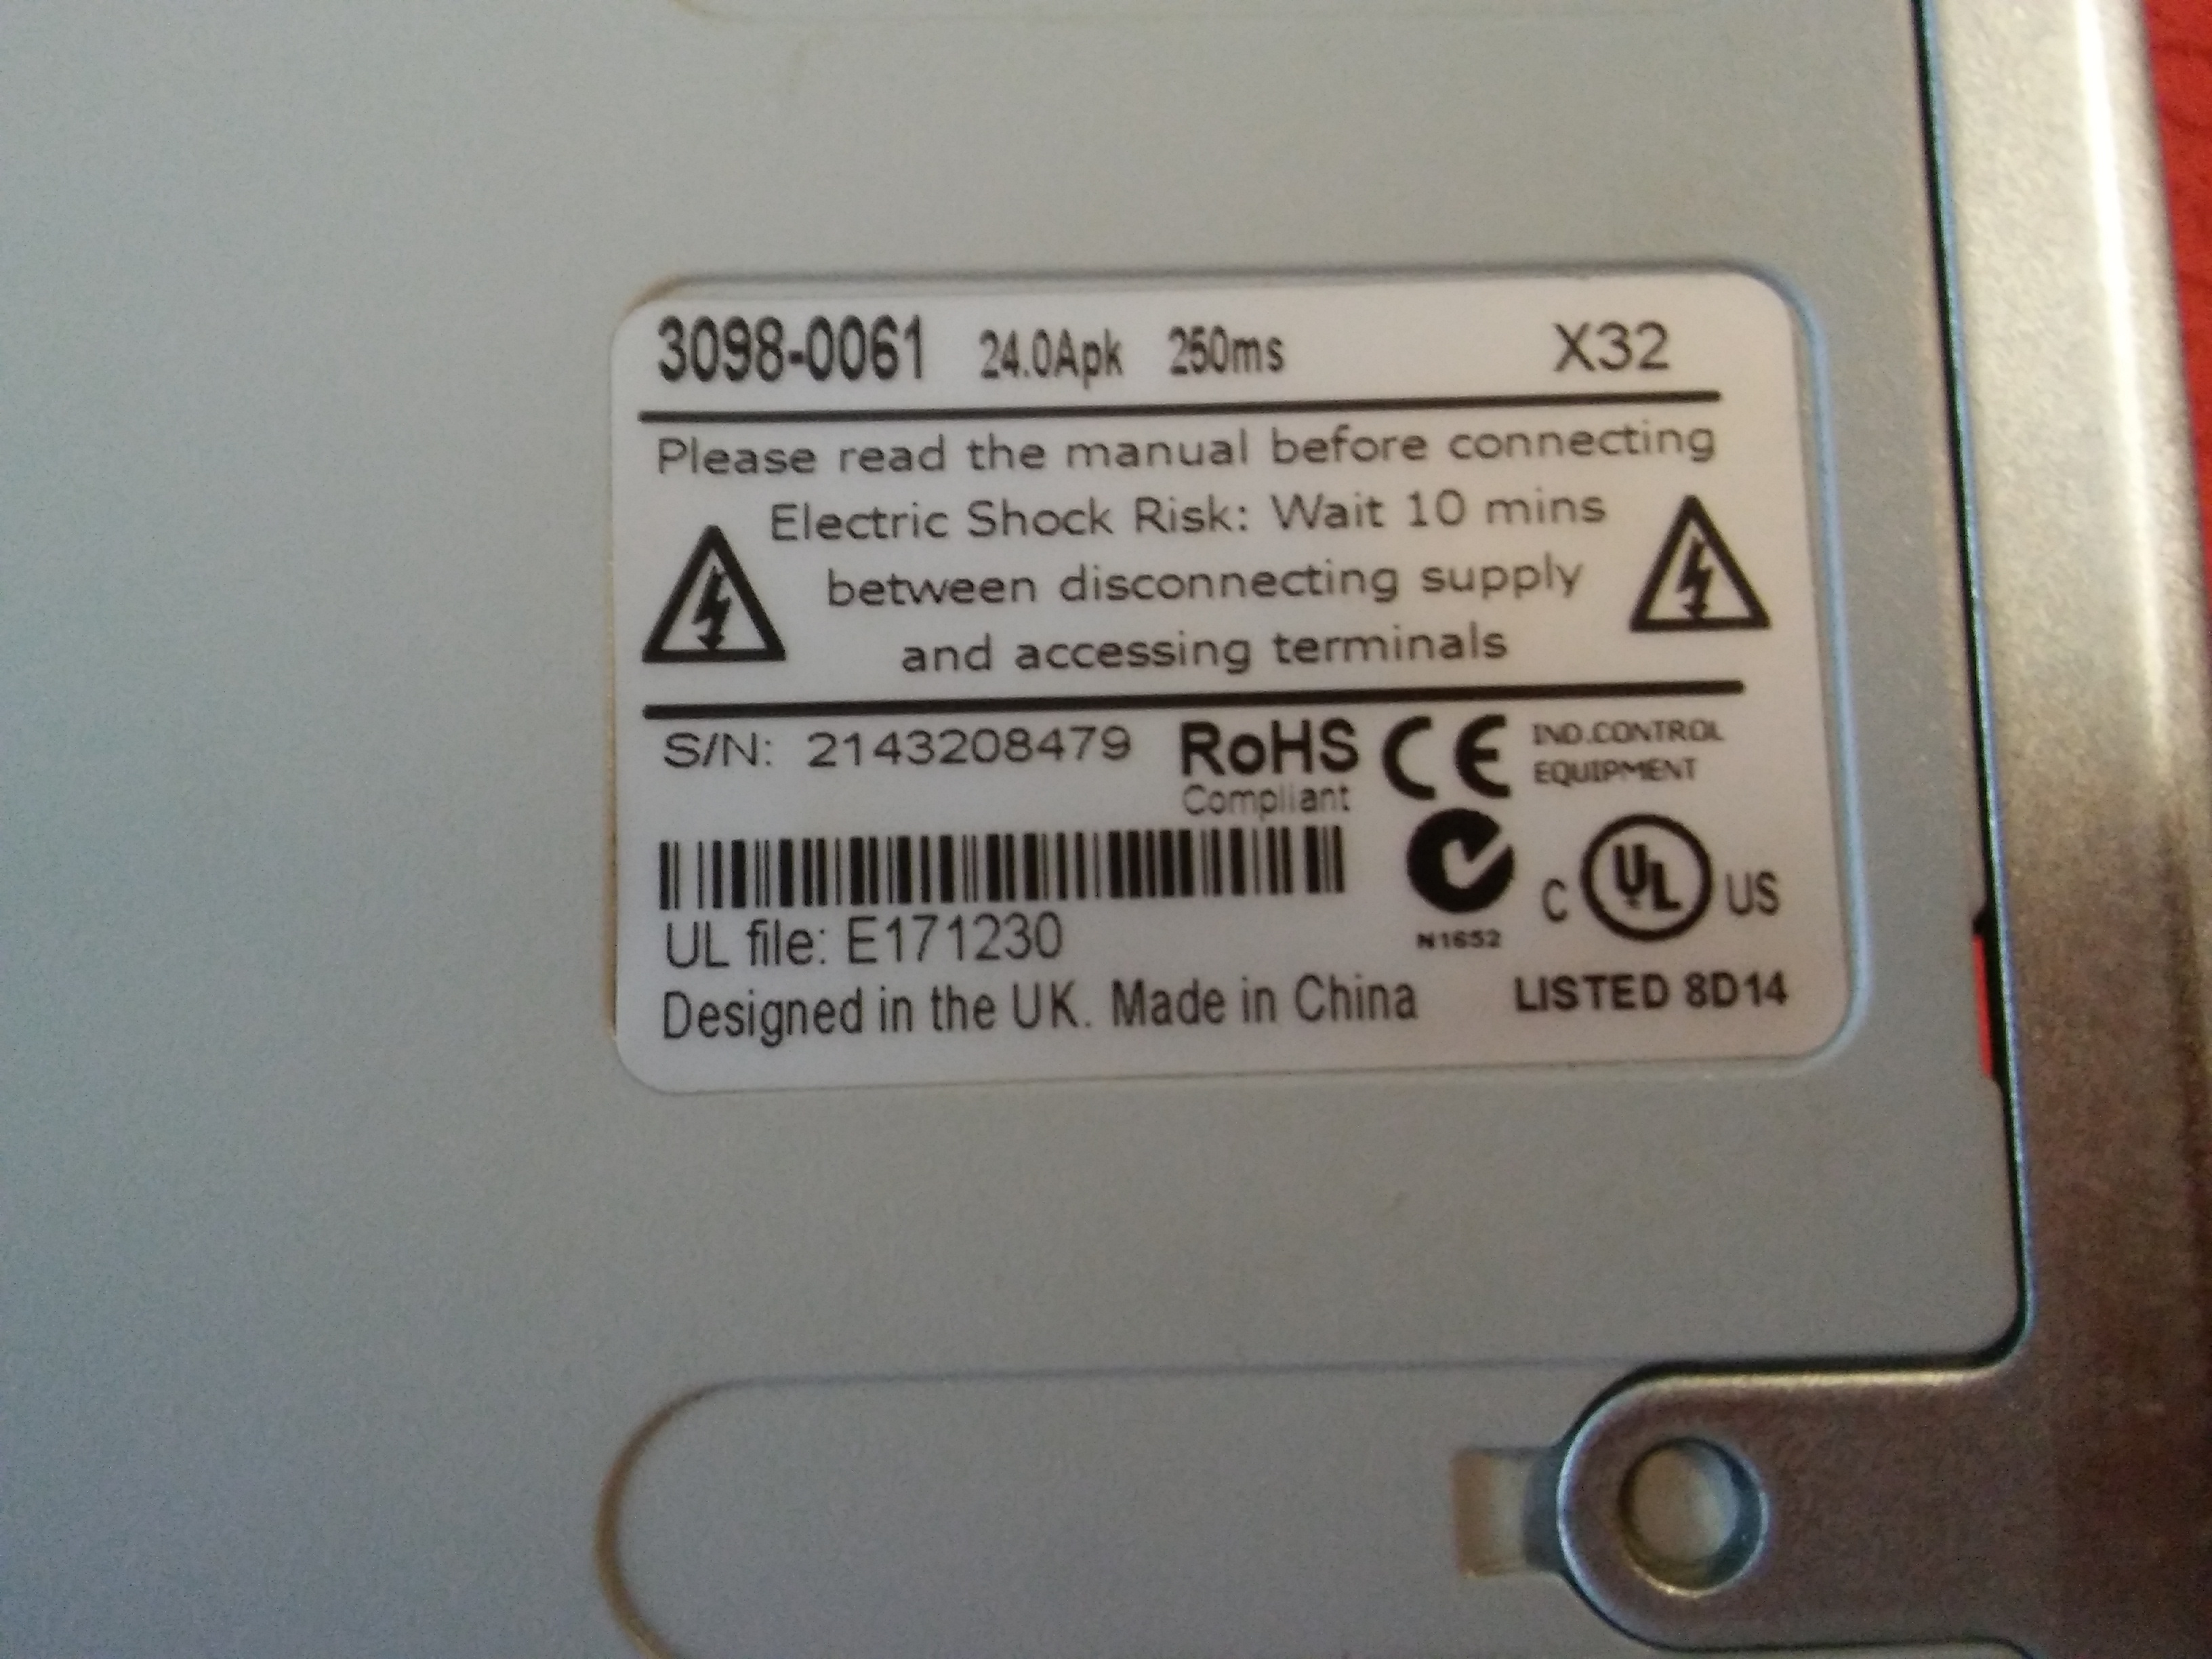 3098-0061 24.0Apk 250ms X32
Please read the manual before connecting
Electric Shock Risk: Wait 10 mins
between disconnecting supply
and accessing terminals
S/N: 2143208479 RoHS CE IND.CONTROL
Compliant EQUIPMENT
N1652 C UL US
UL file: E171230
Designed in the UK. Made in China LISTED 8D14